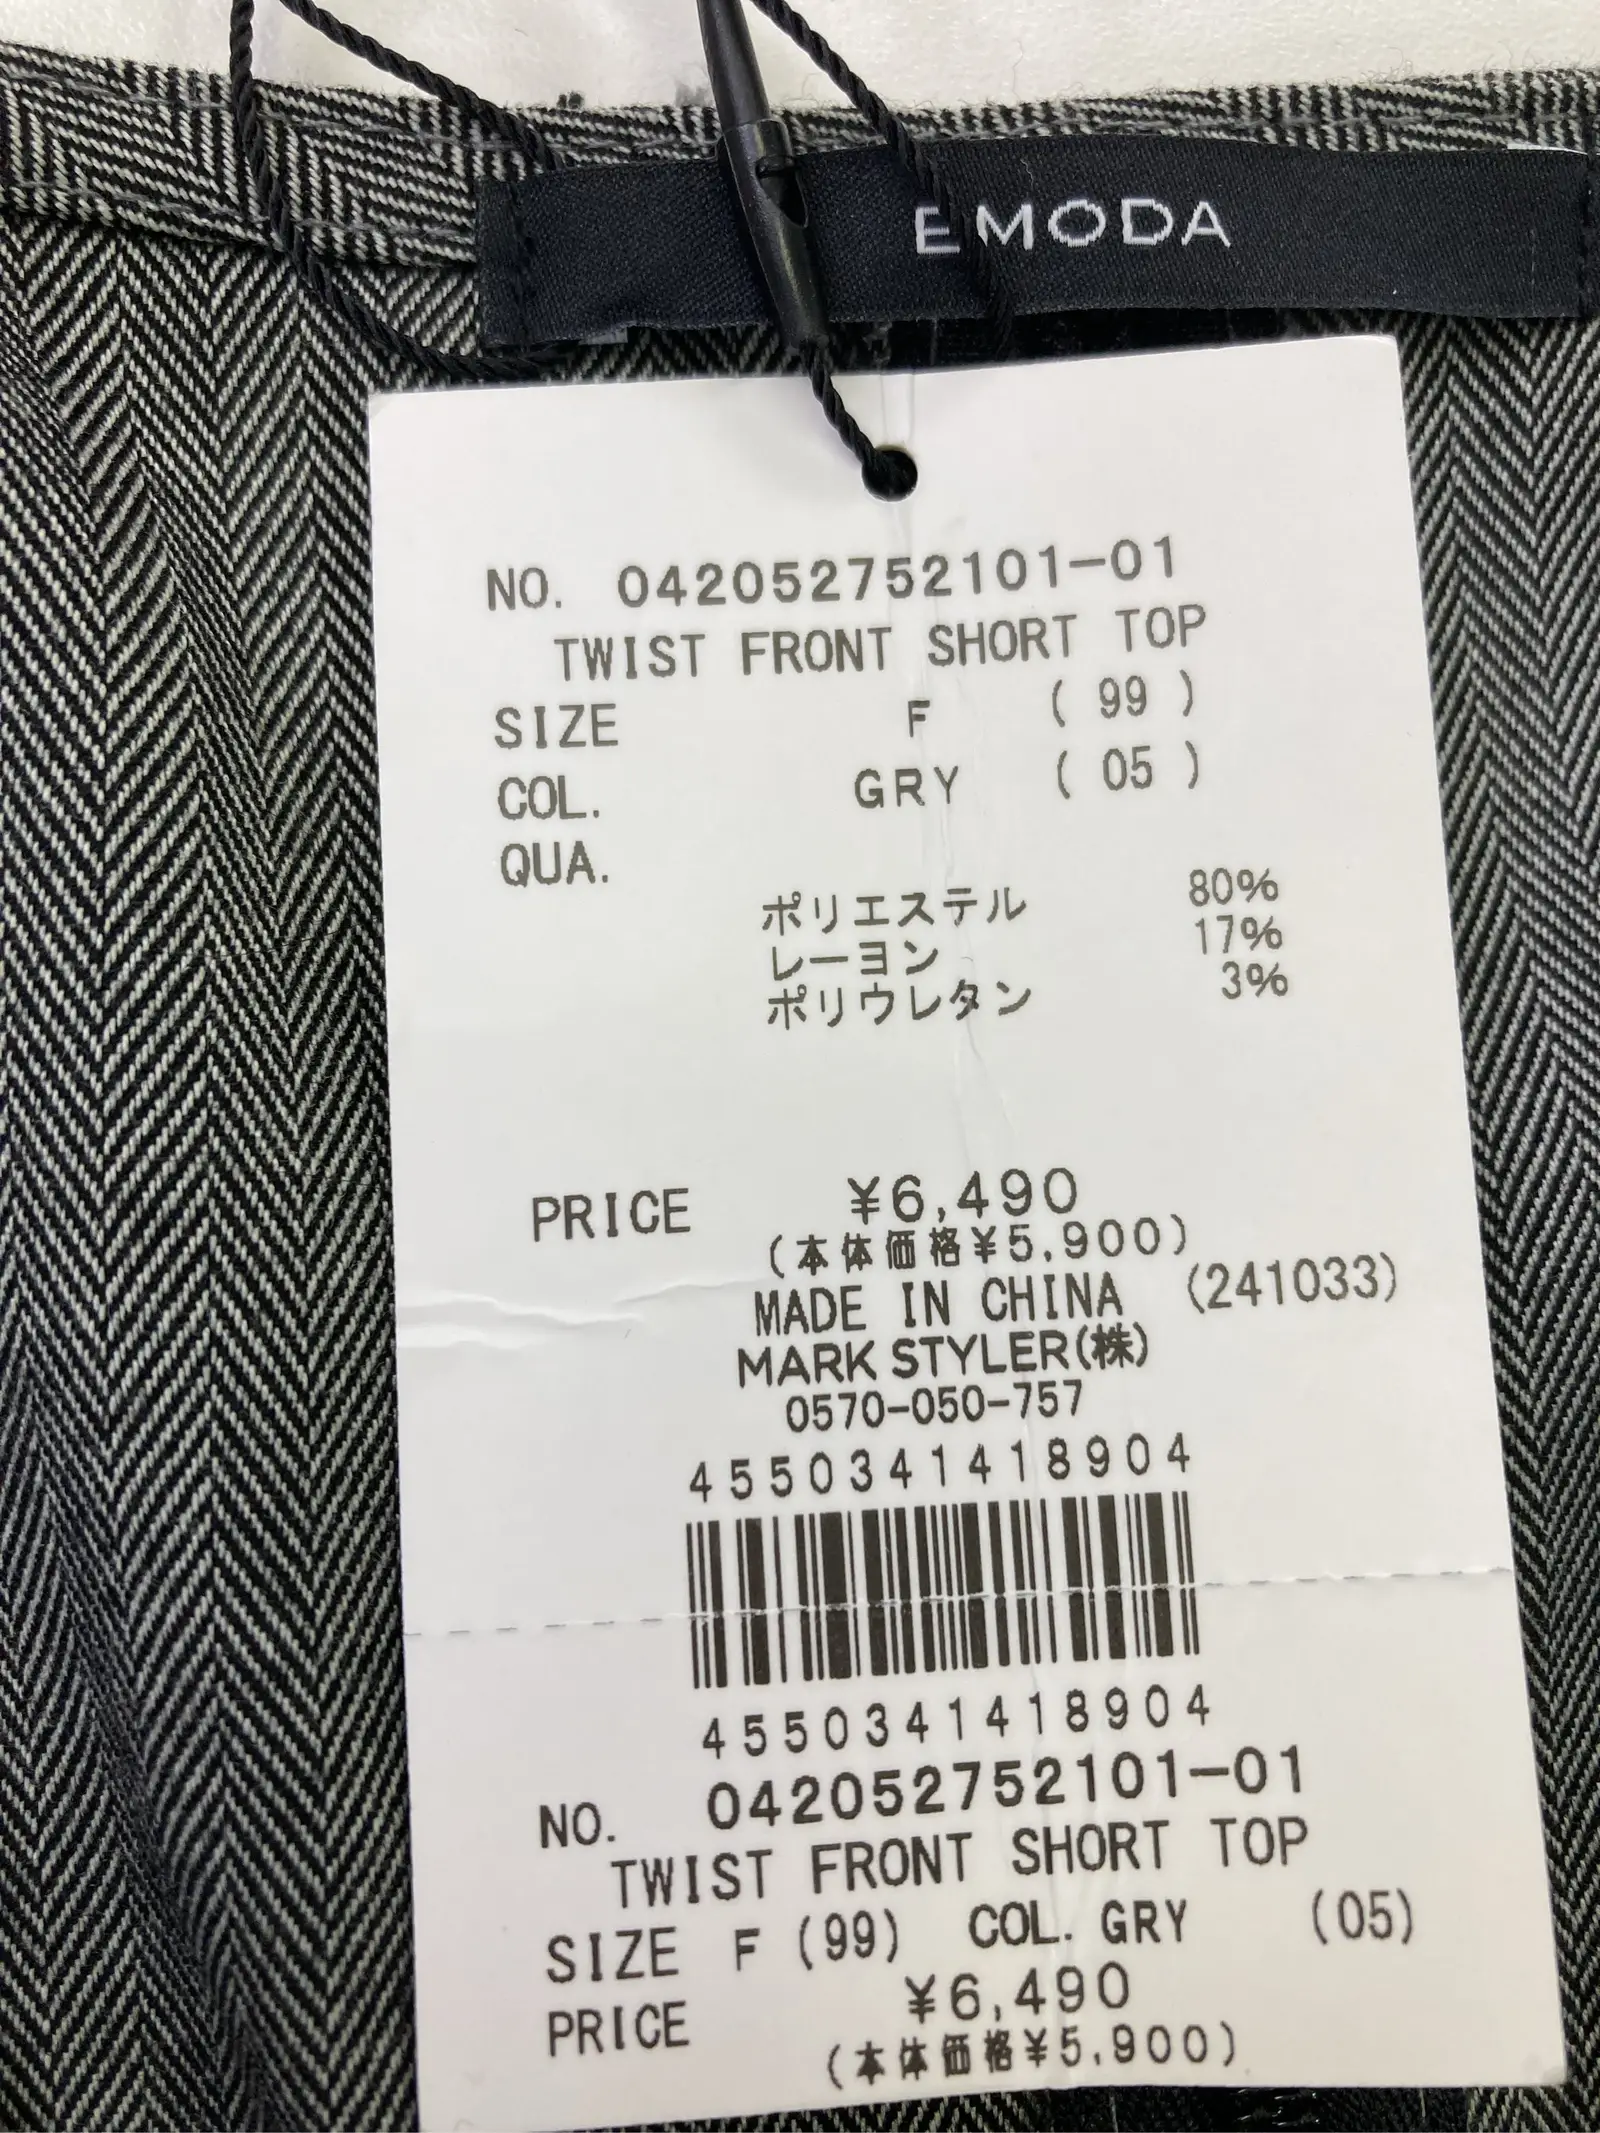 EMODA
NO. 042052752101-01
TWIST FRONT SHORT TOP
SIZE F ( 99 )
COL. GRY ( 05 )
QUA.
ポリエステル 80%
レーヨン 17%
ポリウレタン 3%
PRICE ¥6,490
(本体価格¥5,900)
MADE IN CHINA (241033)
MARK STYLER(株)
0570-050-757
4550341418904
4550341418904
NO. 042052752101-01
TWIST FRONT SHORT TOP
SIZE F (99) COL. GRY (05)
PRICE ¥6,490
(本体価格¥5,900)